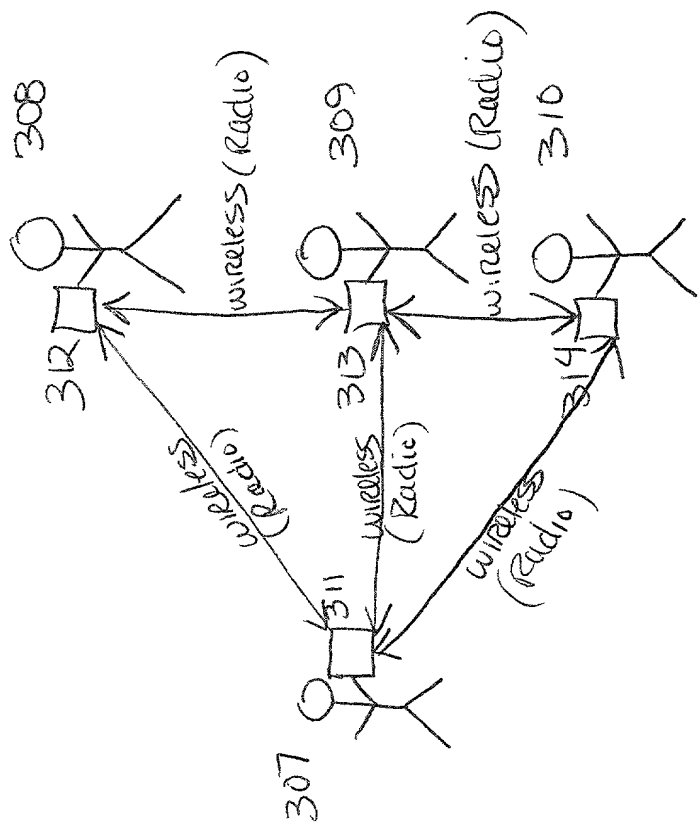 308
wireless (Radio)
309
wireless (Radio)
310
312
313
314
wireless
(Radio)
wireless
(Radio)
wireless
(Radio)
311
307